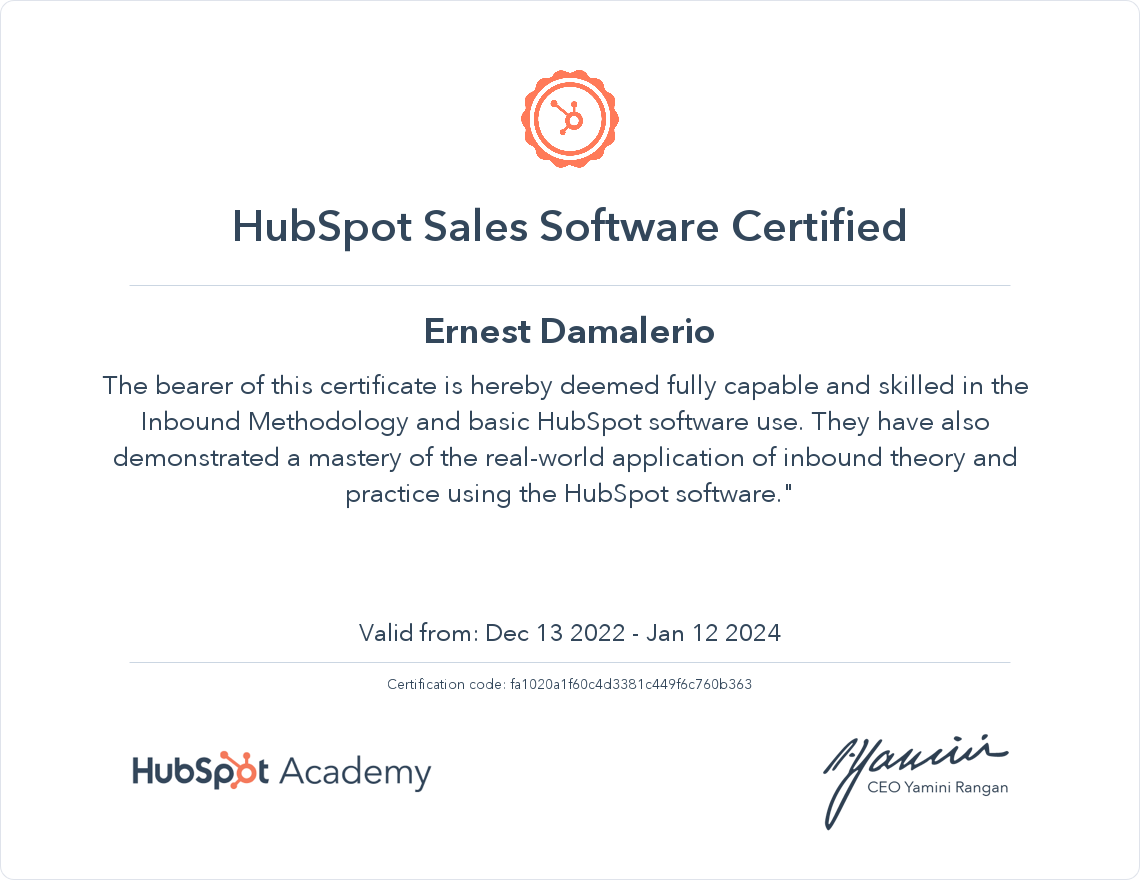 HubSpot Sales Software Certified
Ernest Damalerio
The bearer of this certificate is hereby deemed fully capable and skilled in the
Inbound Methodology and basic HubSpot software use. They have also
demonstrated a mastery of the real-world application of inbound theory and
practice using the HubSpot software."
Valid from: Dec 13 2022 - Jan 12 2024
Certification code: fa1020a1f60c4d3381c449f6c760b363
HubSpot Academy
Yamini
CEO Yamini Rangan